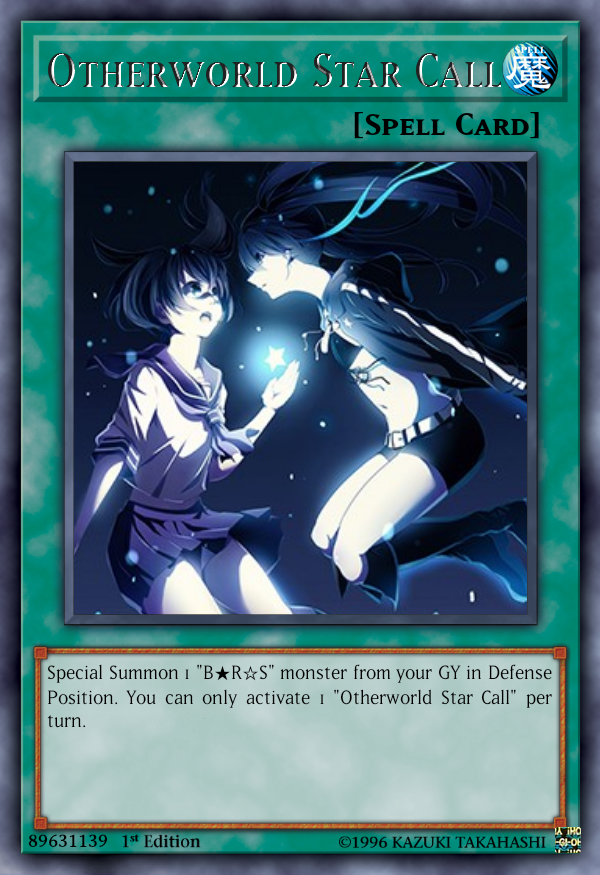 Otherworld Star Call
SPELL
魔
[Spell Card]
Special Summon 1 "B★R☆S" monster from your GY in Defense
Position. You can only activate 1 "Otherworld Star Call" per
turn.
89631139 1st Edition ©1996 KAZUKI TAKAHASHI